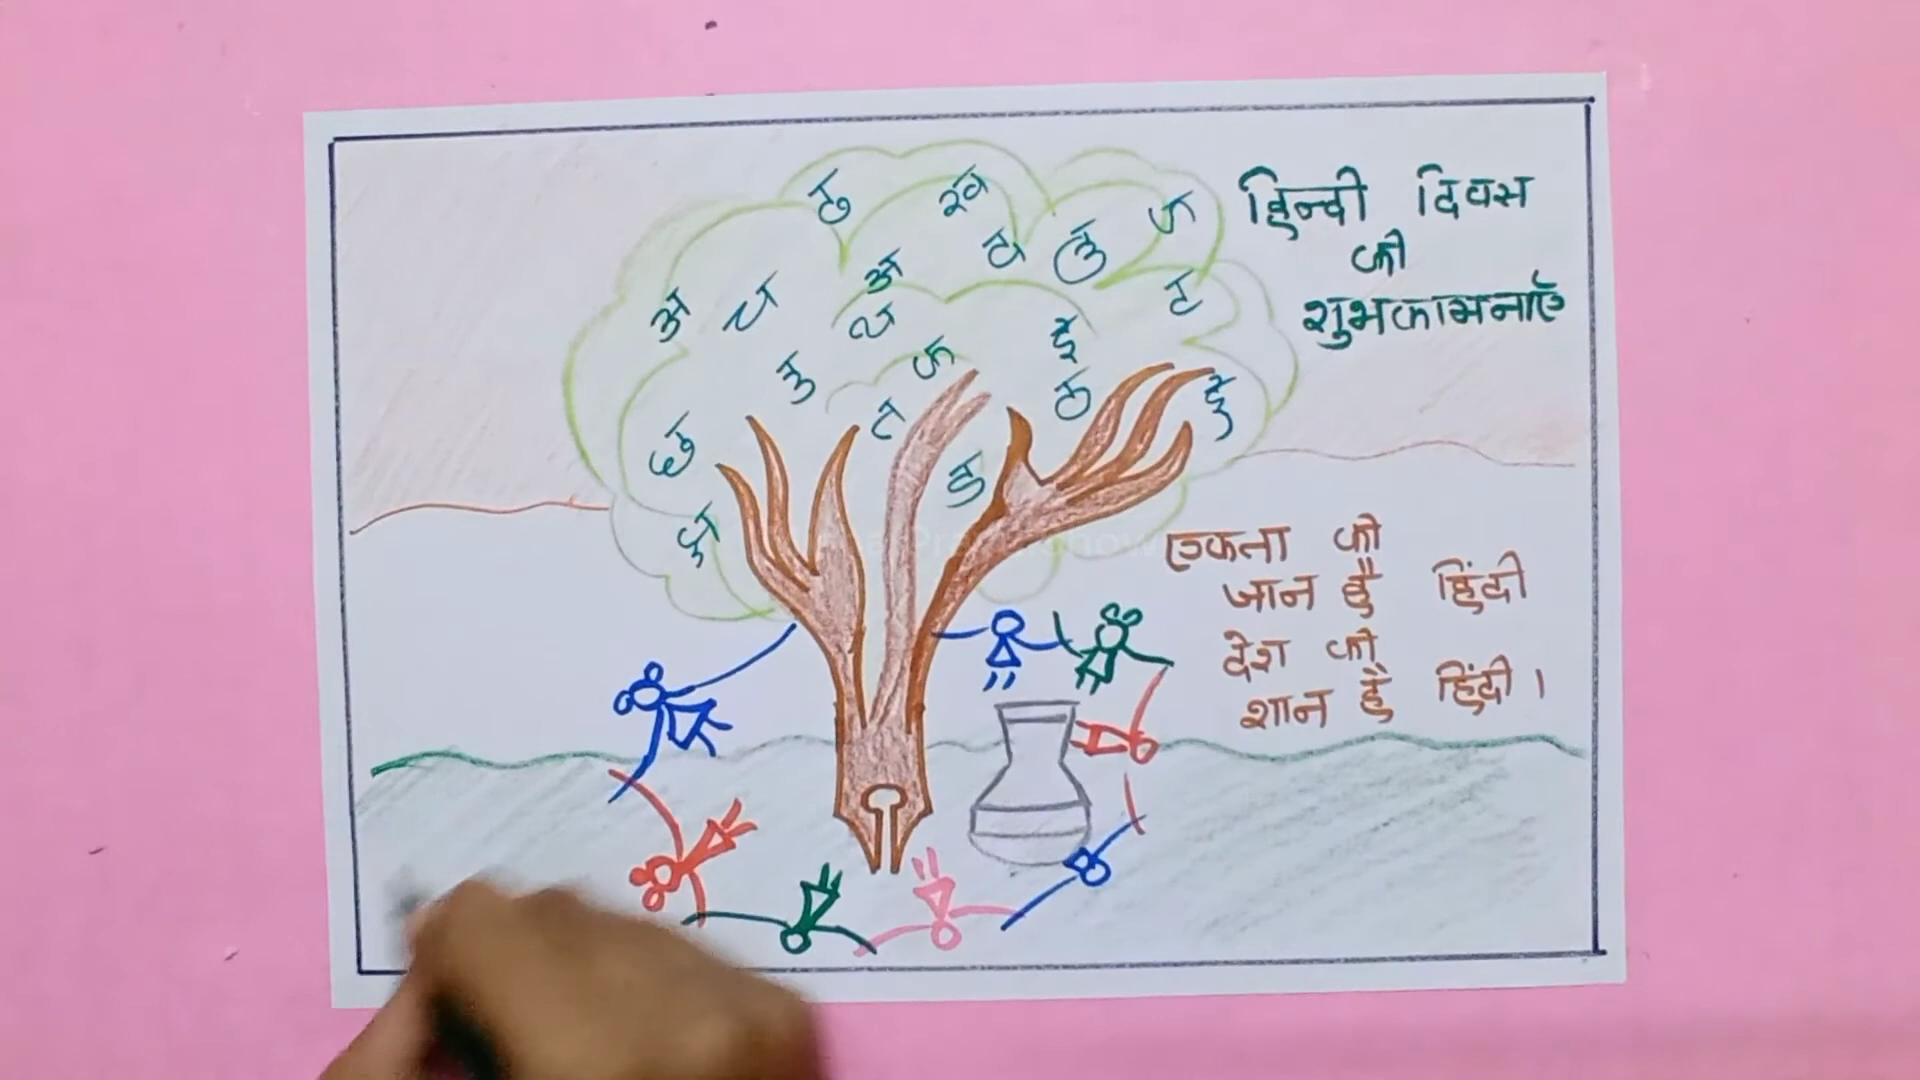 हिन्दी दिवस
की
शुभकामनाएँ
ठ ख ज
अ व
अ य थ ट
उ क ई
ठ ई
छ त
ड
अ
एकता की
जान है हिंदी
देश की
शान है हिंदी।